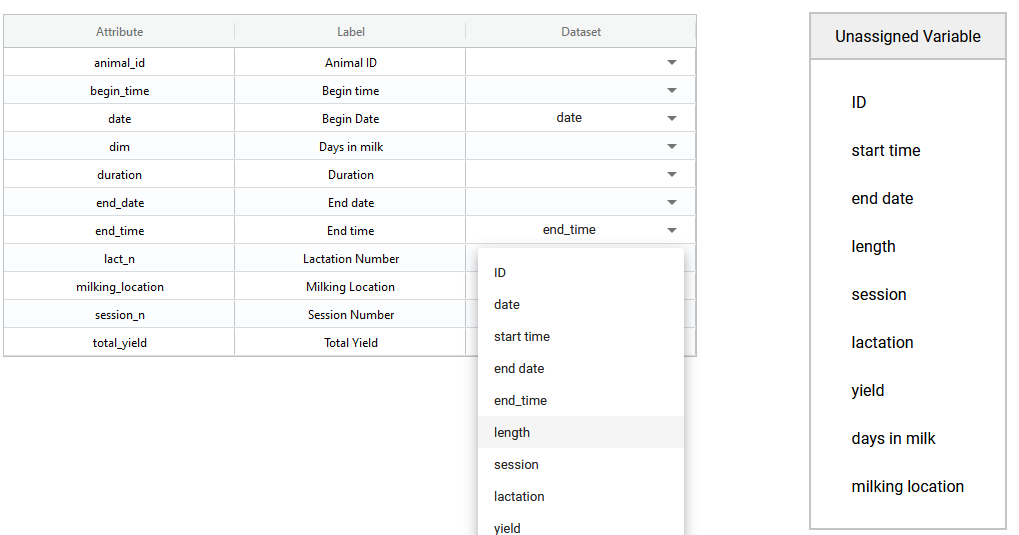 Attribute Label Dataset
animal_id Animal ID
begin_time Begin time
date Begin Date date
dim Days in milk
duration Duration
end_date End date
end_time End time end_time
lact_n Lactation Number
milking_location Milking Location
session_n Session Number
total_yield Total Yield
ID
date
start time
end date
end_time
length
session
lactation
yield
Unassigned Variable
ID
start time
end date
length
session
lactation
yield
days in milk
milking location